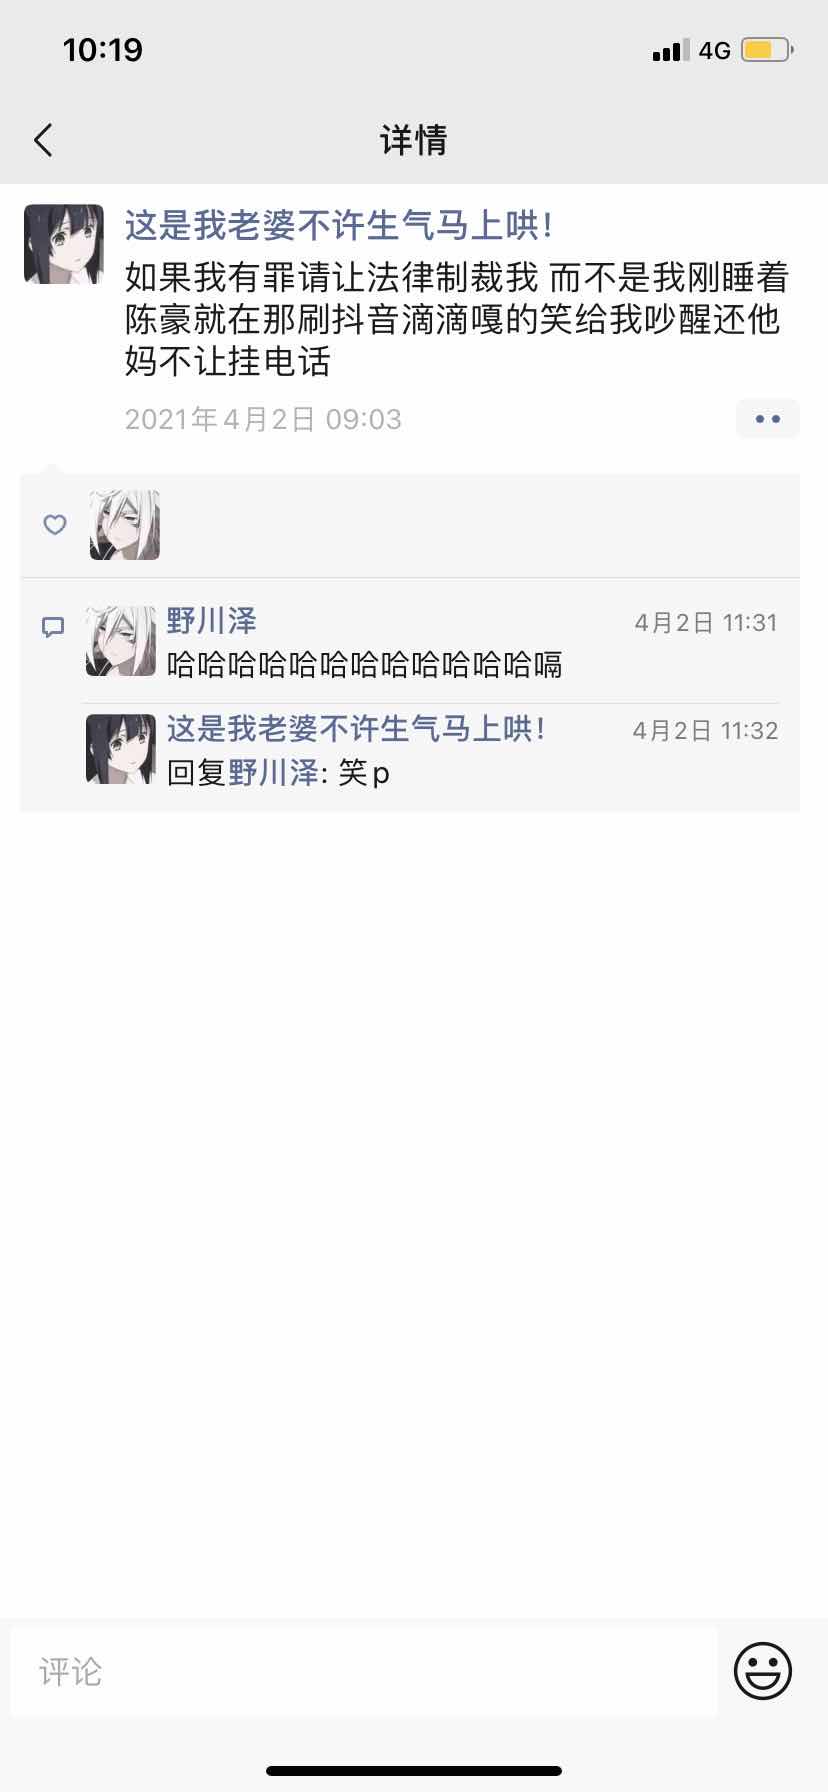 10:19
4G
详情
这是我老婆不许生气马上哄！
如果我有罪请让法律制裁我 而不是我刚睡着
陈豪就在那刷抖音滴滴嘎的笑给我吵醒还他
妈不让挂电话
2021年4月2日 09:03
野川泽
4月2日 11:31
哈哈哈哈哈哈哈哈哈哈哈哈嗝
这是我老婆不许生气马上哄！
4月2日 11:32
回复野川泽: 笑p
评论